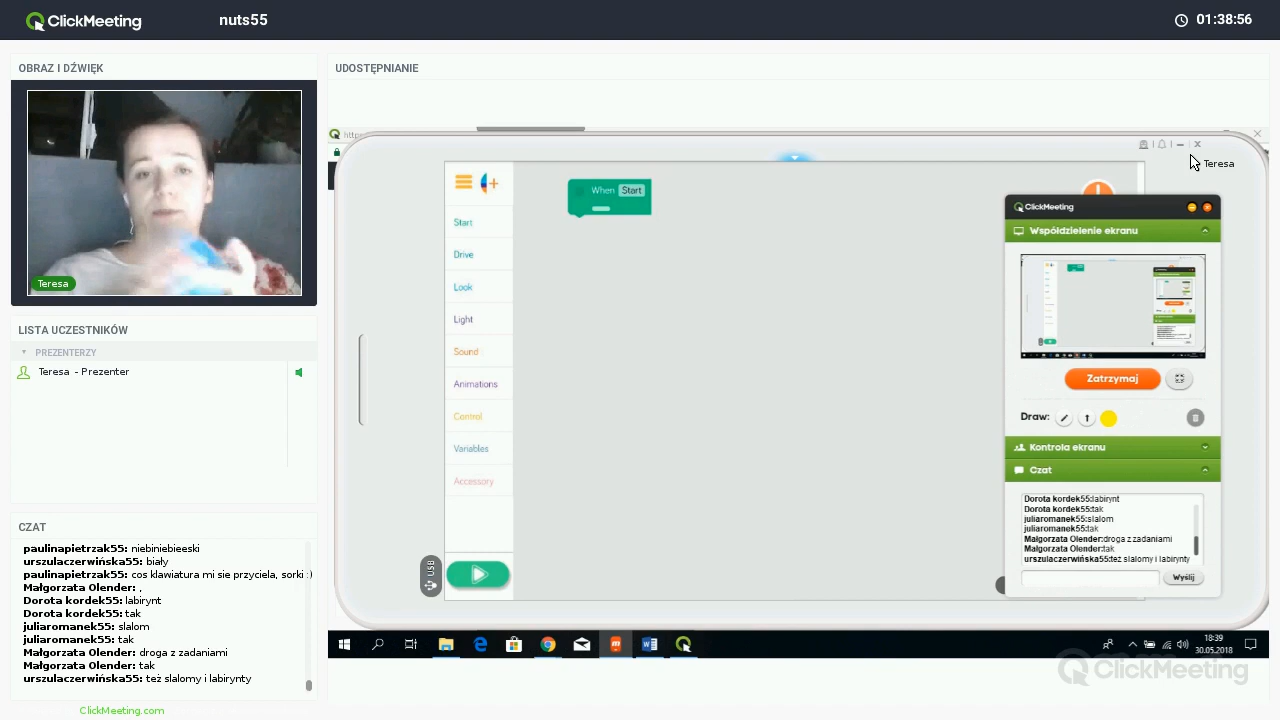 ClickMeeting
nuts55
01:38:56
OBRAZ I DŹWIĘK
Teresa
LISTA UCZESTNIKÓW
PREZENTERZY
Teresa - Prezenter
CZAT
paulinapietrzak55: niebiniebieeski
urszulaczerwińska55: biały
paulinapietrzak55: cos klawiatura mi sie przyciela, sorki :)
Małgorzata Olender: ,
Dorota kordek55: labirynt
Dorota kordek55: tak
juliaromanek55: slalom
juliaromanek55: tak
Małgorzata Olender: droga z zadaniami
Małgorzata Olender: tak
urszulaczerwińska55: też slalomy i labirynty
ClickMeeting.com
UDOSTĘPNIANIE
Teresa
When Start
Start
Drive
Look
Light
Sound
Animations
Control
Variables
Accessory
USB
ClickMeeting
Współdzielenie ekranu
Zatrzymaj
Draw:
Kontrola ekranu
Czat
Dorota kordek55:labirynt
Dorota kordek55:tak
juliaromanek55:slalom
juliaromanek55:tak
Małgorzata Olender:droga z zadaniami
Małgorzata Olender:tak
urszulaczerwińska55:też slalomy i labirynty
Wyślij
18:39
30.05.2018
ClickMeeting